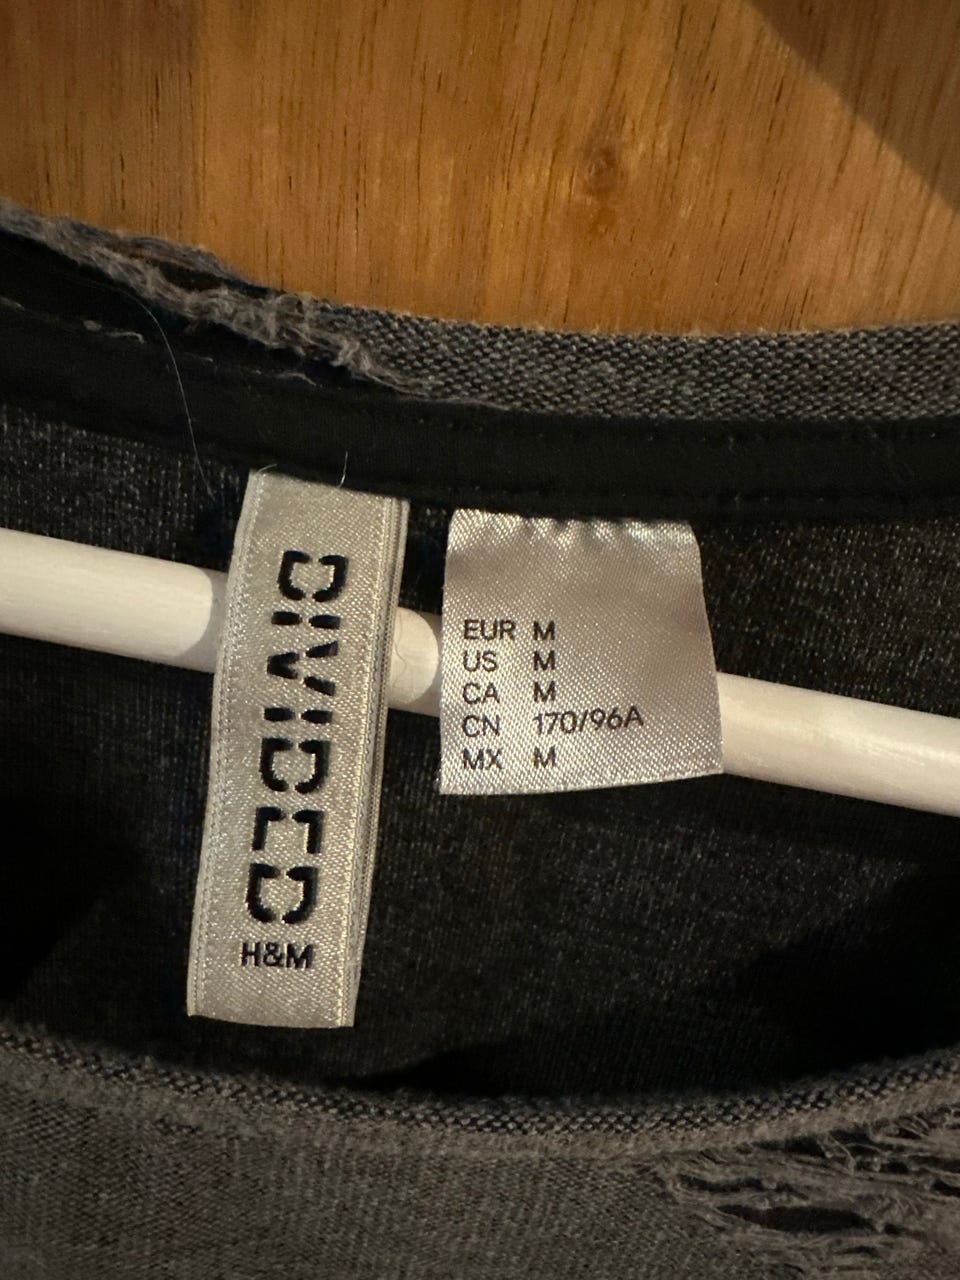 DIVIDED
H&M
EUR M
US M
CA M
CN 170/96A
MX M